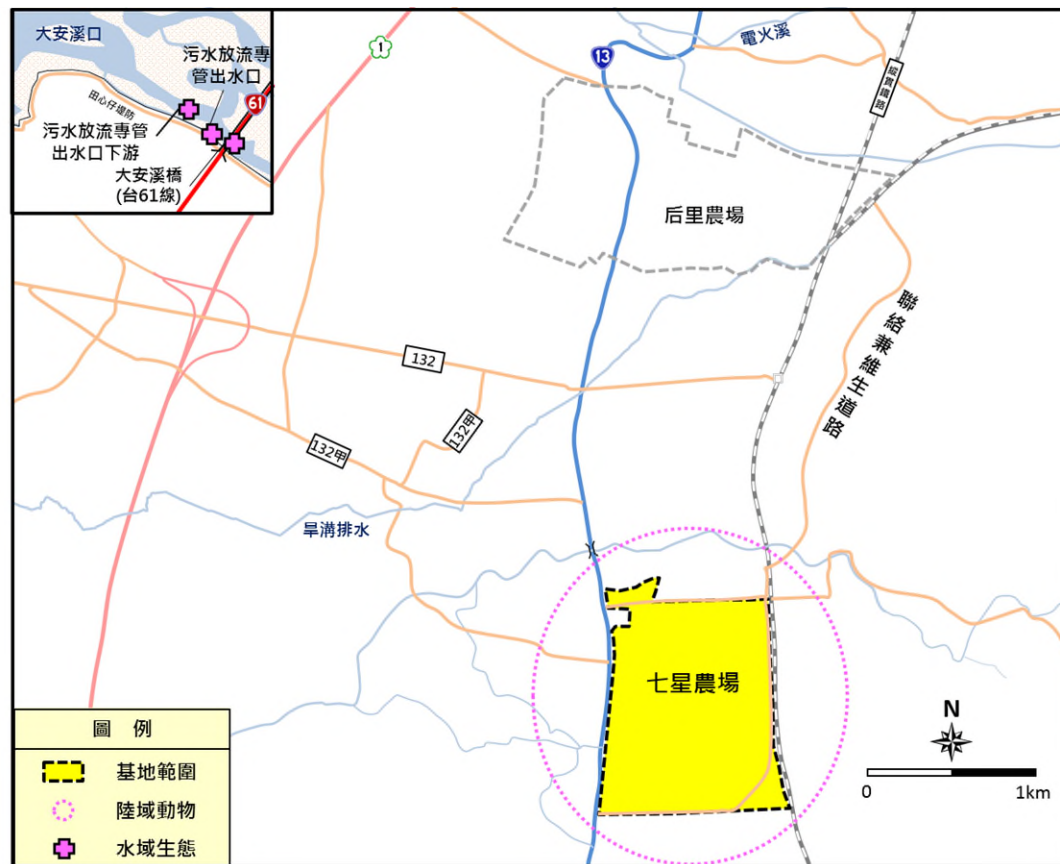 大安溪口
污水放流專
管出水口
61
田心仔堤防
污水放流專管
出水口下游
大安溪橋
(台61線)
1
13
電火溪
縱貫鐵路
后里農場
聯絡兼維生道路
132
132甲
132甲
旱溝排水
七星農場
圖 例
基地範圍
陸域動物
水域生態
N
0
1km